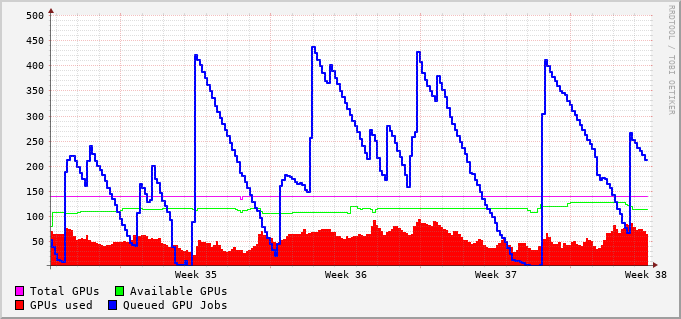 500
450
400
350
300
250
200
150
100
50
Week 35 Week 36 Week 37 Week 38
Total GPUs Available GPUs
GPUs used Queued GPU Jobs
RRDTOOL / TOBI OETIKER